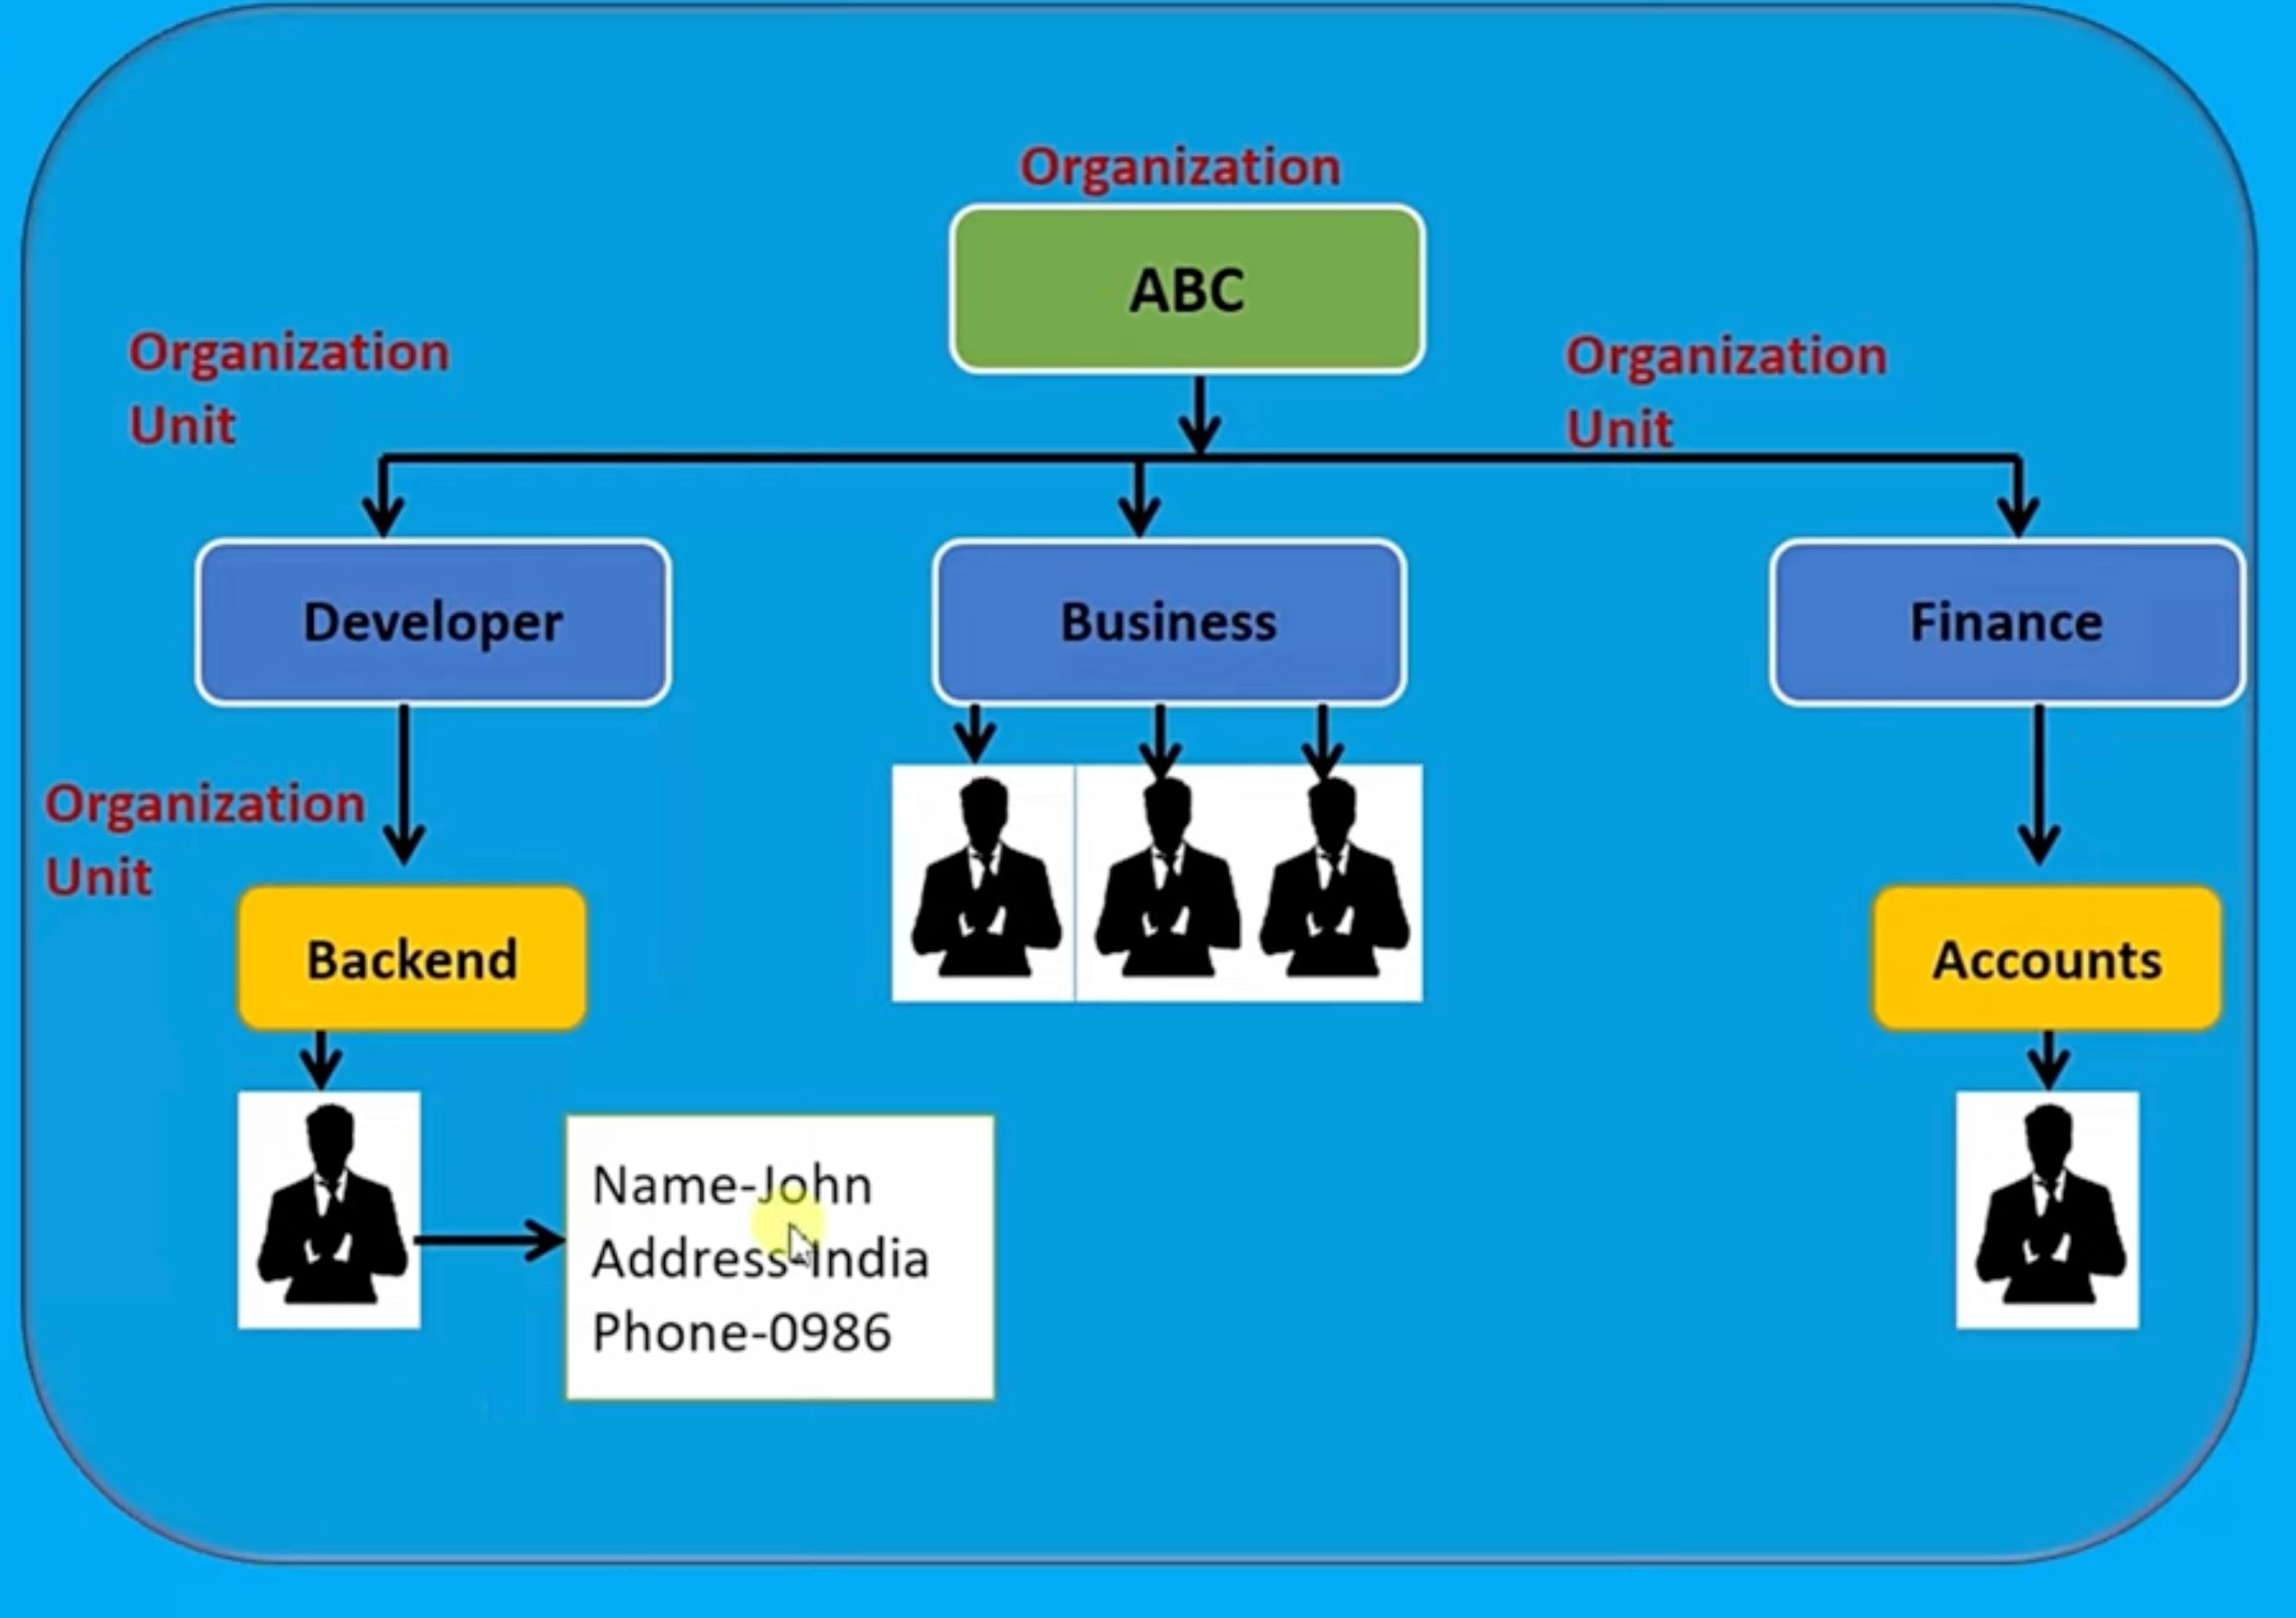 Organization
ABC
Organization
Unit
Organization
Unit
Developer
Business
Finance
Organization
Unit
Backend
Accounts
Name-John
Address-India
Phone-0986